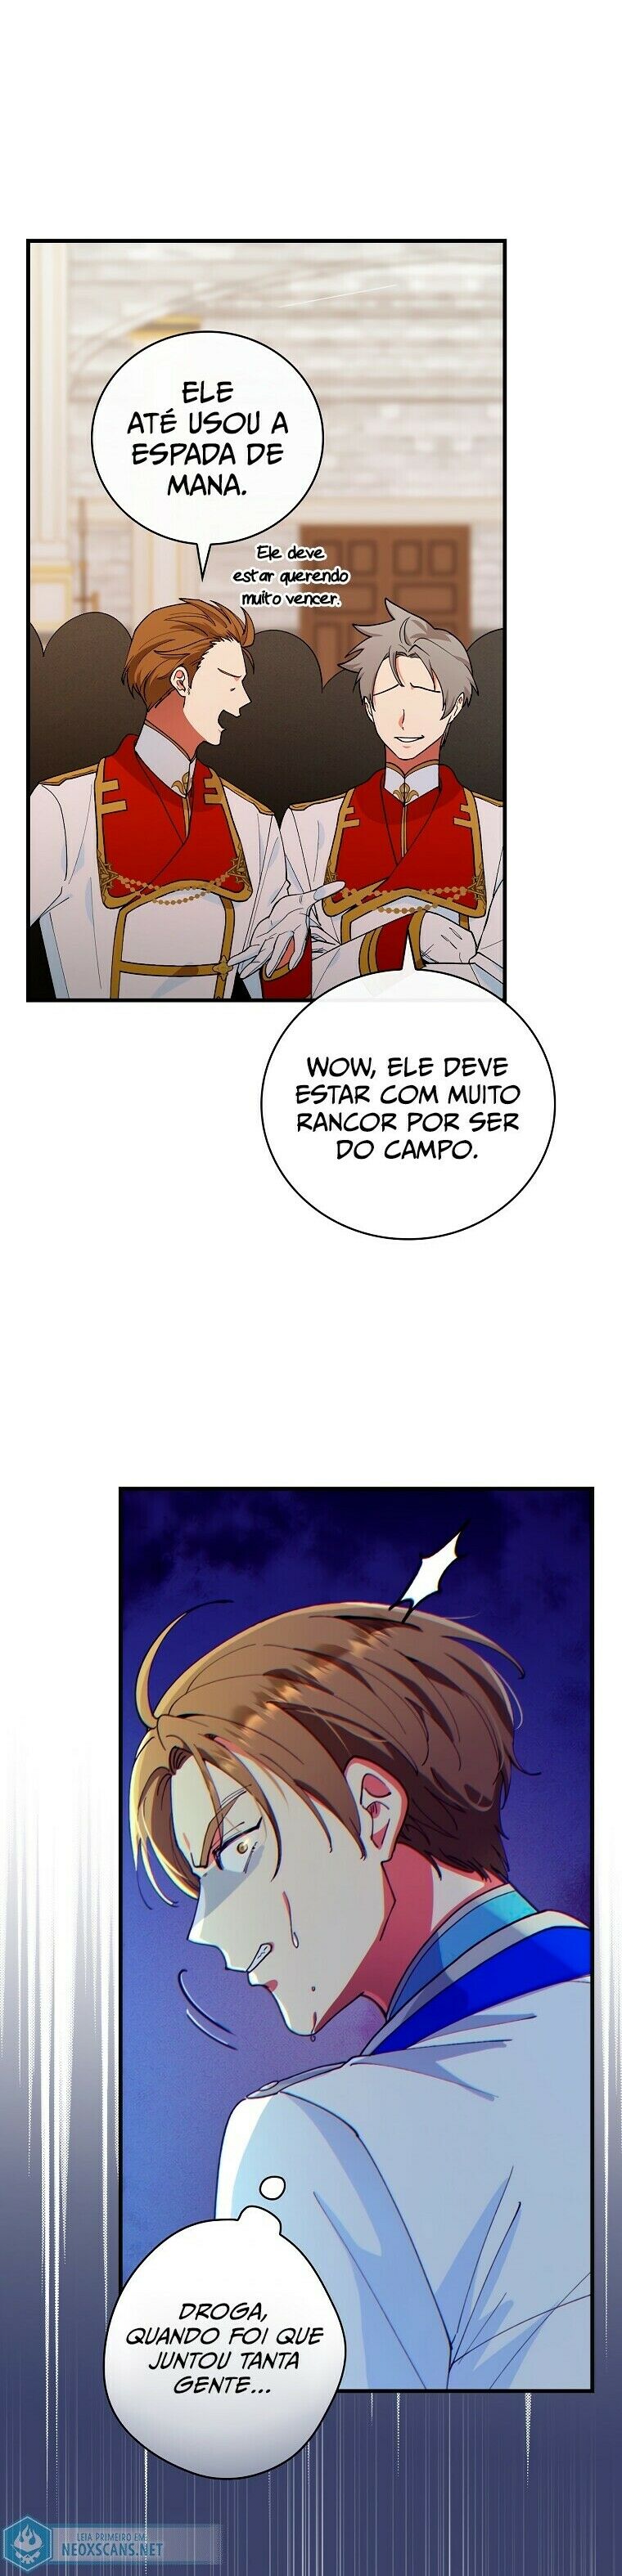 ELE
ATÉ USOU A
ESPADA DE
MANA.
Ele deve
estar querendo
muito vencer.
WOW, ELE DEVE
ESTAR COM MUITO
RANCOR POR SER
DO CAMPO.
DROGA,
QUANDO FOI QUE
JUNTOU TANTA
GENTE...
LEIA PRIMEIRO EM
NEOXSCANS.NET